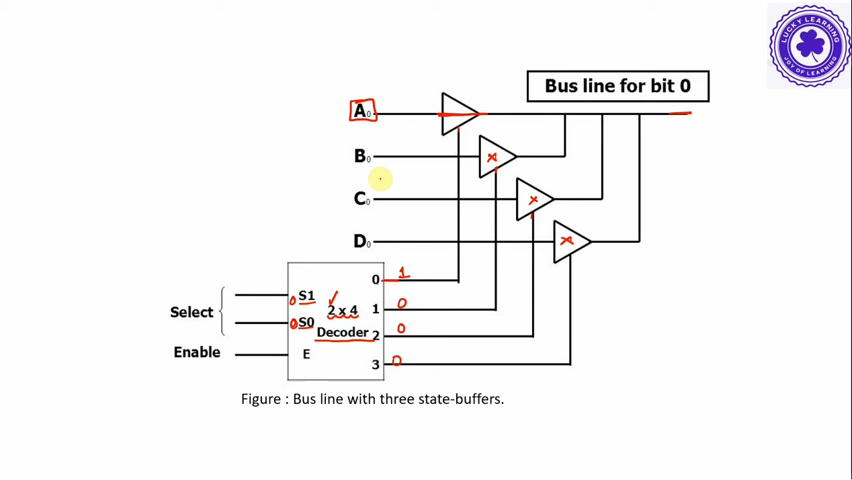 LUCKY LEARNING
JOY OF LEARNING
Bus line for bit 0
A0
B0
C0
D0
0 1
S1 0
2 x 4
1 0
Select
S0 0
Decoder
2 0
Enable
E
3 0
Figure : Bus line with three state-buffers.